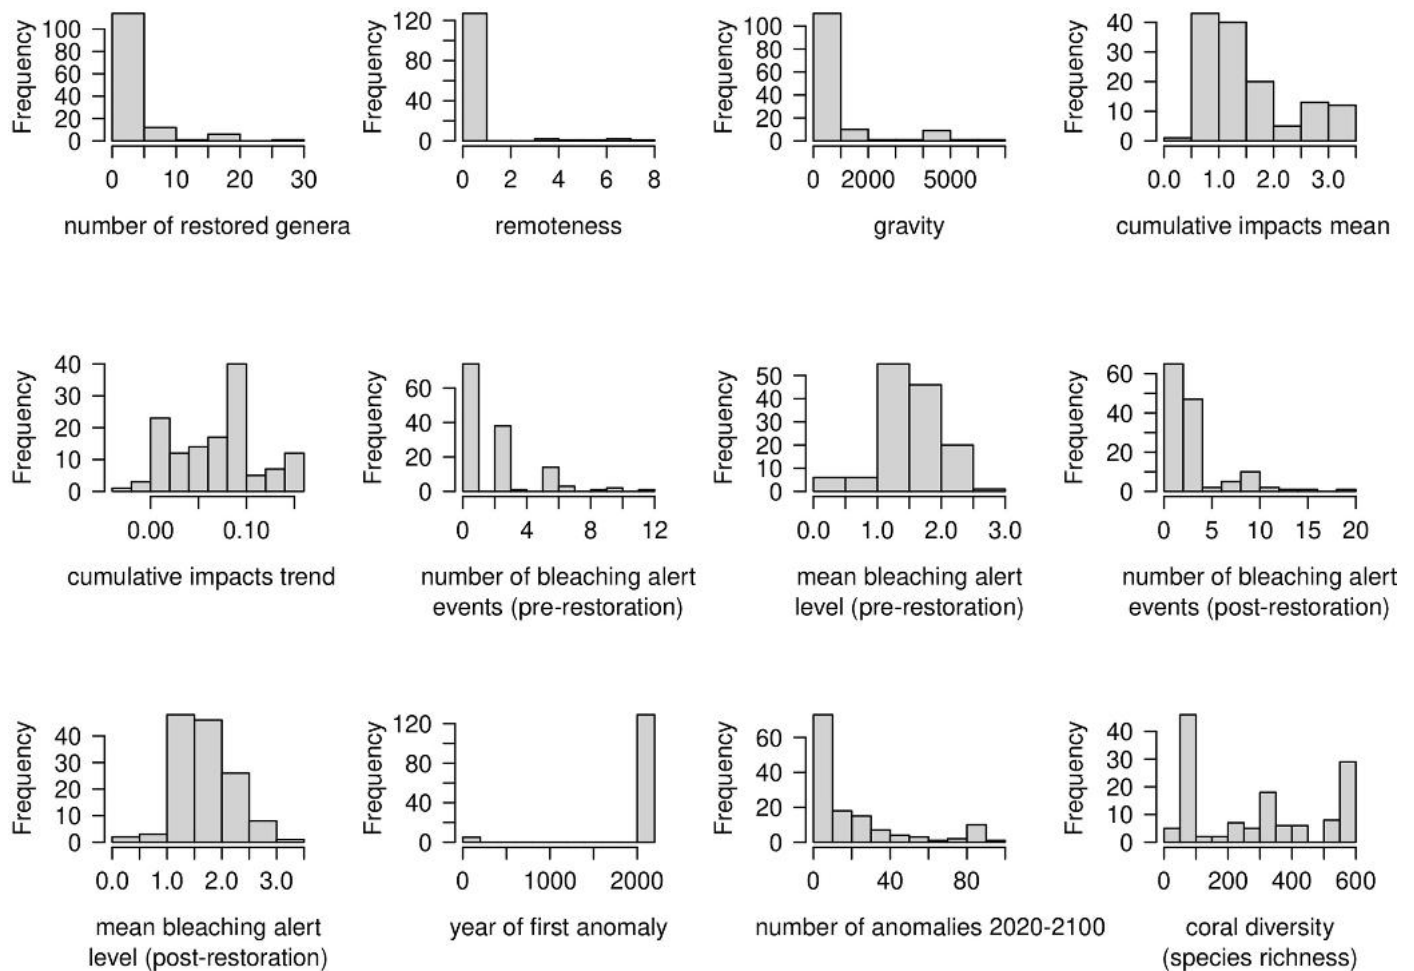 Frequency
100
80
60
40
20
0
0 10 20 30
number of restored genera
Frequency
120
80
40
0
0 2 4 6 8
remoteness
Frequency
100
80
60
40
20
0
0 2000 5000
gravity
Frequency
40
30
20
10
0
0.0 1.0 2.0 3.0
cumulative impacts mean
Frequency
40
30
20
10
0
0.00 0.10
cumulative impacts trend
Frequency
60
40
20
0
0 4 8 12
number of bleaching alert
events (pre-restoration)
Frequency
50
40
30
20
10
0
0.0 1.0 2.0 3.0
mean bleaching alert
level (pre-restoration)
Frequency
60
40
20
0
0 5 10 15 20
number of bleaching alert
events (post-restoration)
Frequency
40
30
20
10
0
0.0 1.0 2.0 3.0
mean bleaching alert
level (post-restoration)
Frequency
120
80
40
0
0 1000 2000
year of first anomaly
Frequency
60
40
20
0
0 40 80
number of anomalies 2020-2100
Frequency
40
30
20
10
0
0 200 400 600
coral diversity
(species richness)